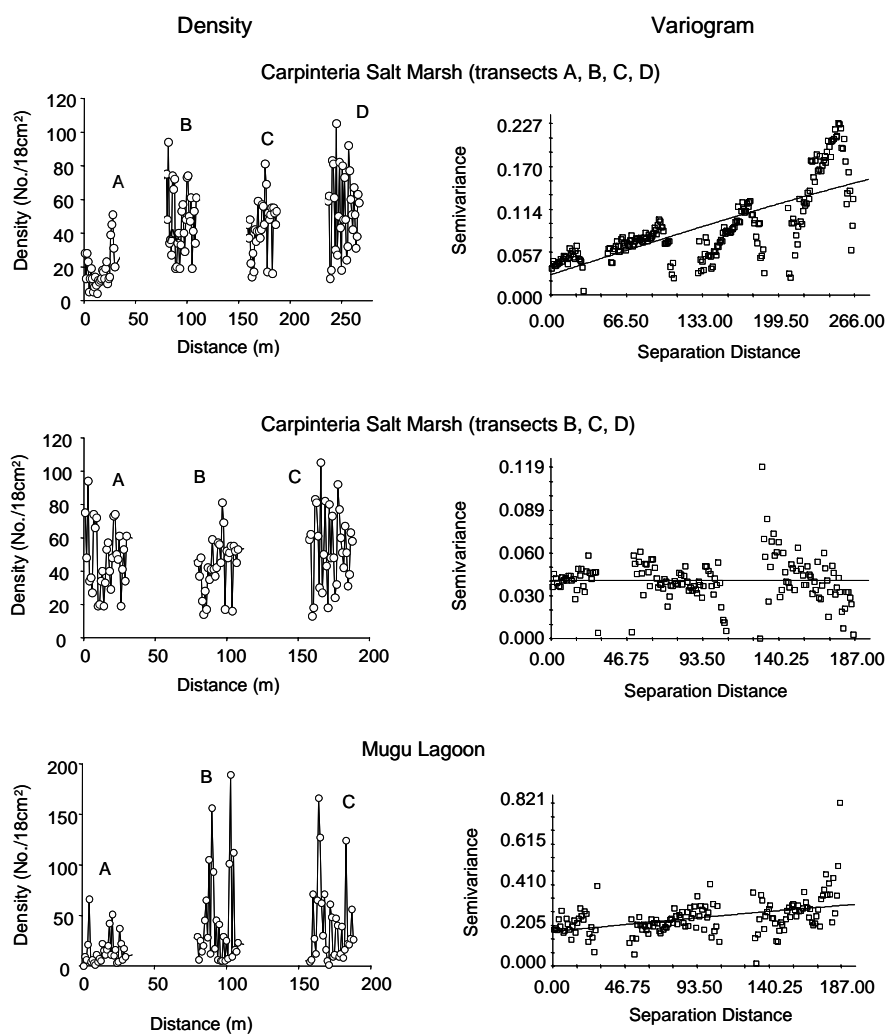 Density
Variogram
Carpinteria Salt Marsh (transects A, B, C, D)
Density (No./18cm²)
120
100
80
60
40
20
0
A
B
C
D
0
50
100
150
200
250
Distance (m)
Semivariance
0.227
0.170
0.114
0.057
0.000
0.00
66.50
133.00
199.50
266.00
Separation Distance
Carpinteria Salt Marsh (transects B, C, D)
Density (No./18cm²)
120
100
80
60
40
20
0
A
B
C
0
50
100
150
200
Distance (m)
Semivariance
0.119
0.089
0.060
0.030
0.000
0.00
46.75
93.50
140.25
187.00
Separation Distance
Mugu Lagoon
Density (No./18cm²)
200
150
100
50
0
A
B
C
0
50
100
150
200
Distance (m)
Semivariance
0.821
0.615
0.410
0.205
0.000
0.00
46.75
93.50
140.25
187.00
Separation Distance